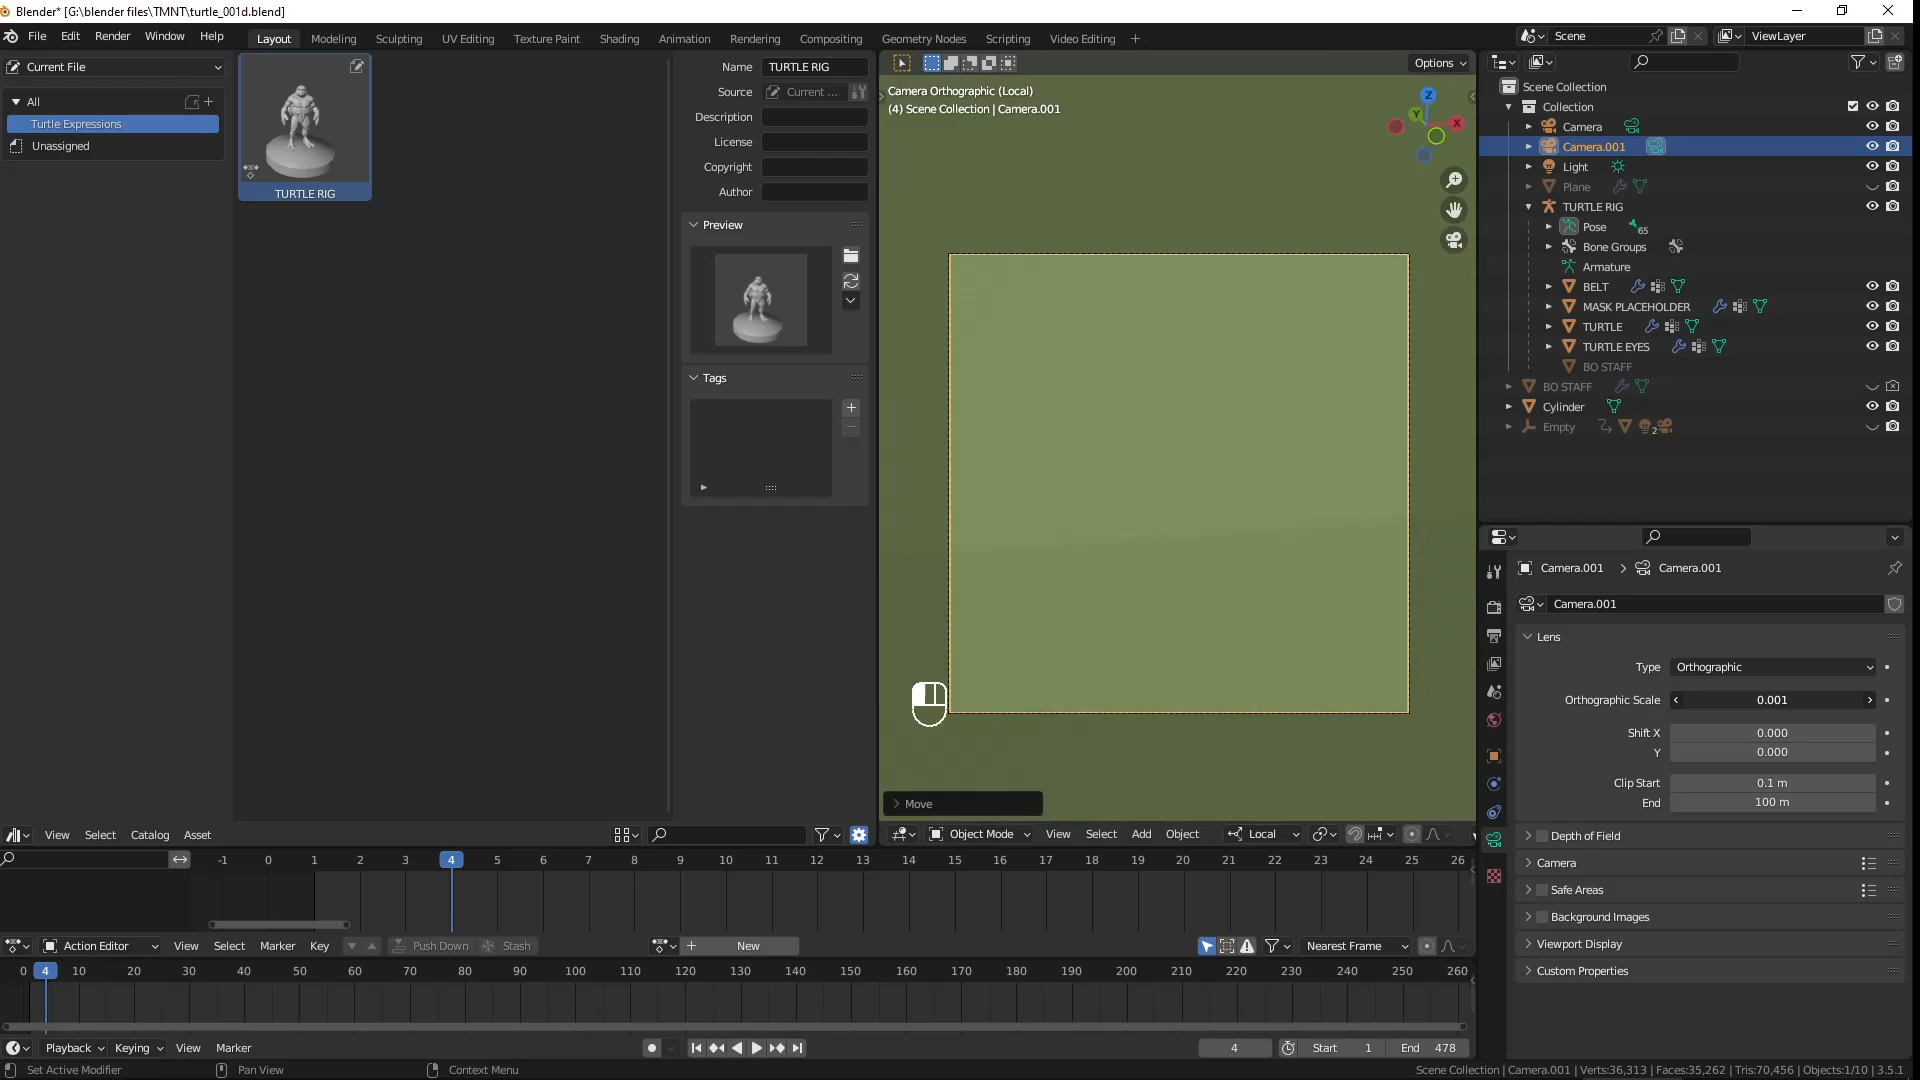 Blender* [G:\blender files\TMNT\turtle_001d.blend]
File Edit Render Window Help
Layout Modeling Sculpting UV Editing Texture Paint Shading Animation Rendering Compositing Geometry Nodes Scripting Video Editing +
Scene
ViewLayer
Current File
All
Turtle Expressions
Unassigned
TURTLE RIG
Name TURTLE RIG
Source Current ...
Description
License
Copyright
Author
Preview
Tags
Options
Camera Orthographic (Local)
(4) Scene Collection | Camera.001
Z
Y
X
Move
Scene Collection
Collection
Camera
Camera.001
Light
Plane
TURTLE RIG
Pose 65
Bone Groups
Armature
BELT
MASK PLACEHOLDER
TURTLE
TURTLE EYES
BO STAFF
BO STAFF
Cylinder
Empty 2
Camera.001 > Camera.001
Camera.001
Lens
Type Orthographic
Orthographic Scale 0.001
Shift X 0.000
Y 0.000
Clip Start 0.1 m
End 100 m
Depth of Field
Camera
Safe Areas
Background Images
Viewport Display
Custom Properties
View Select Catalog Asset
Object Mode View Select Add Object Local
-1 0 1 2 3 4 5 6 7 8 9 10 11 12 13 14 15 16 17 18 19 20 21 22 23 24 25 26
Action Editor View Select Marker Key Push Down Stash + New Nearest Frame
0 4 10 20 30 40 50 60 70 80 90 100 110 120 130 140 150 160 170 180 190 200 210 220 230 240 250 260
Playback Keying View Marker 4 Start 1 End 478
Set Active Modifier Pan View Context Menu Scene Collection | Camera.001 | Verts:36,313 | Faces:35,262 | Tris:70,456 | Objects:1/10 | 3.5.1